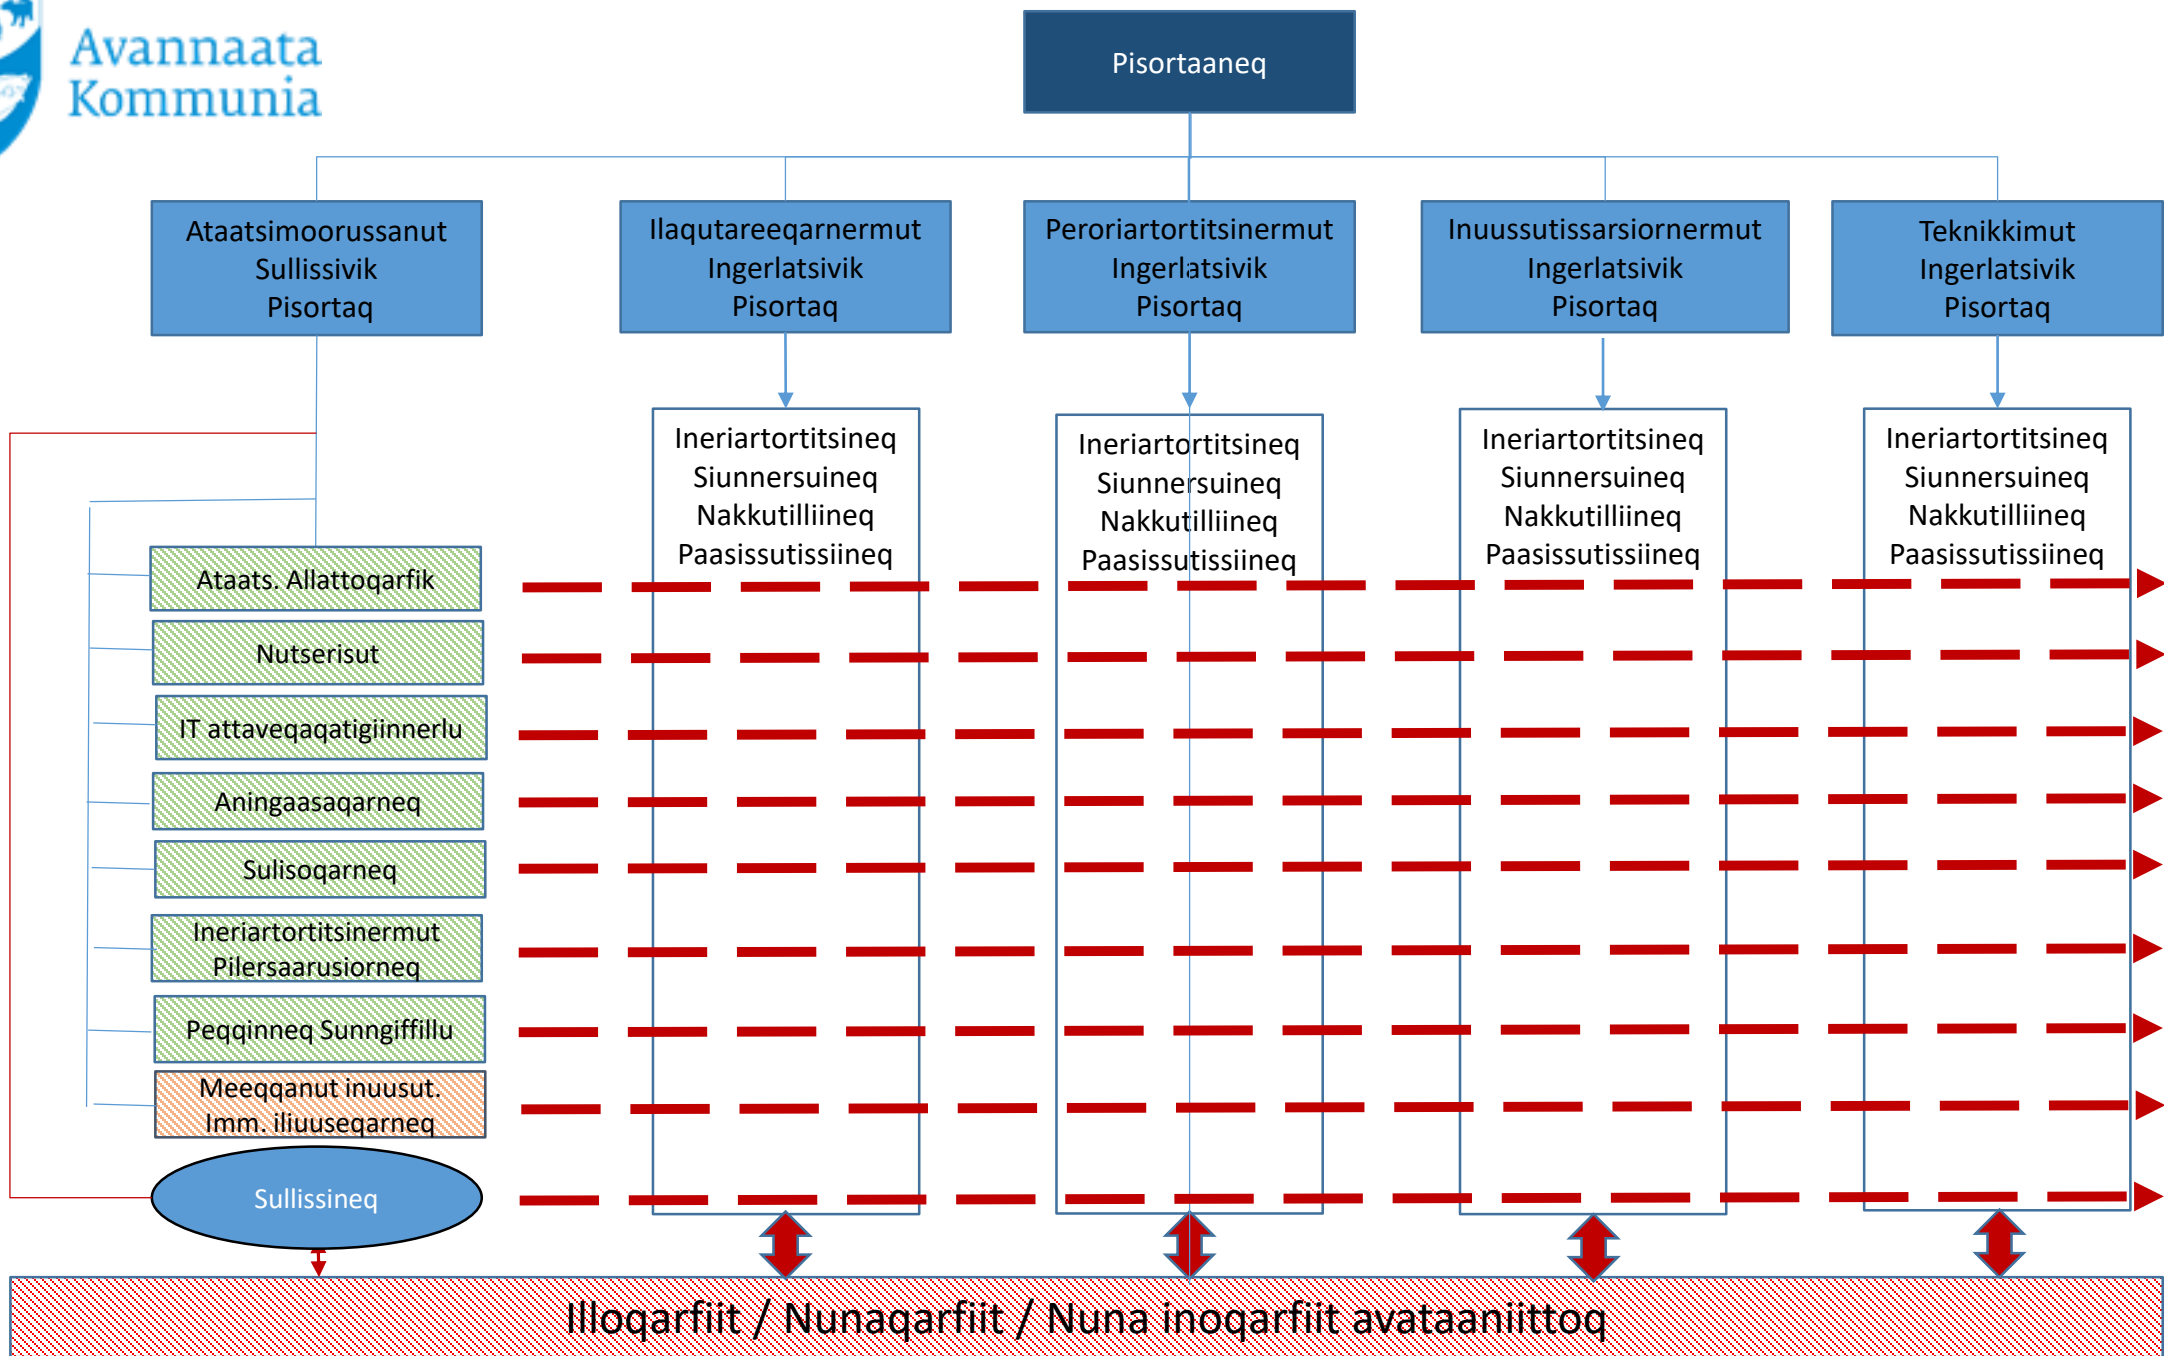 Avannaata
Kommunia
Pisortaaneq
Ataatsimoorussanut
Sullissivik
Pisortaq
Ilaqutareeqarnermut
Ingerlatsivik
Pisortaq
Peroriartortitsinermut
Ingerlatsivik
Pisortaq
Inuussutissarsiornermut
Ingerlatsivik
Pisortaq
Teknikkimut
Ingerlatsivik
Pisortaq
Ineriartortitsineq
Siunnersuineq
Nakkutilliineq
Paasissutissiineq
Ineriartortitsineq
Siunnersuineq
Nakkutilliineq
Paasissutissiineq
Ineriartortitsineq
Siunnersuineq
Nakkutilliineq
Paasissutissiineq
Ineriartortitsineq
Siunnersuineq
Nakkutilliineq
Paasissutissiineq
Ataats. Allattoqarfik
Nutserisut
IT attaveqaqatigiinnerlu
Aningaasaqarneq
Sulisoqarneq
Ineriartortitsinermut
Pilersaarusiorneq
Peqqinneq Sunngiffillu
Meeqqanut inuusut.
Imm. iliuuseqarneq
Sullissineq
Illoqarfiit / Nunaqarfiit / Nuna inoqarfiit avataaniittoq